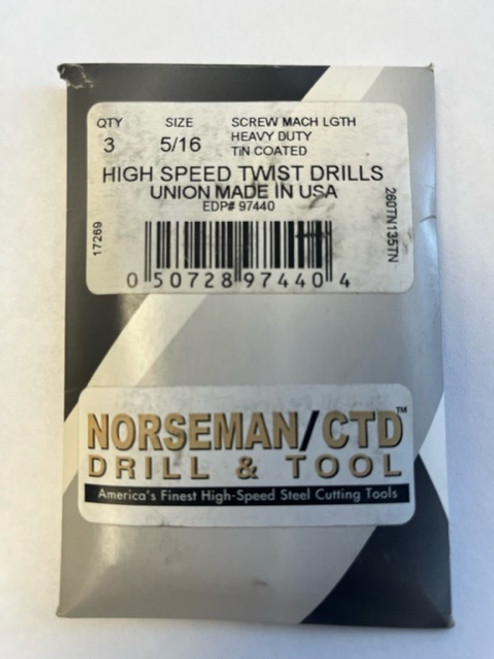 QTY SIZE SCREW MACH LGTH
3 5/16 HEAVY DUTY
TiN COATED
HIGH SPEED TWIST DRILLS
UNION MADE IN USA
EDP# 97440
17269
260TN135TN
0 50728 97440 4
NORSEMAN/CTD™
DRILL & TOOL
America's Finest High-Speed Steel Cutting Tools